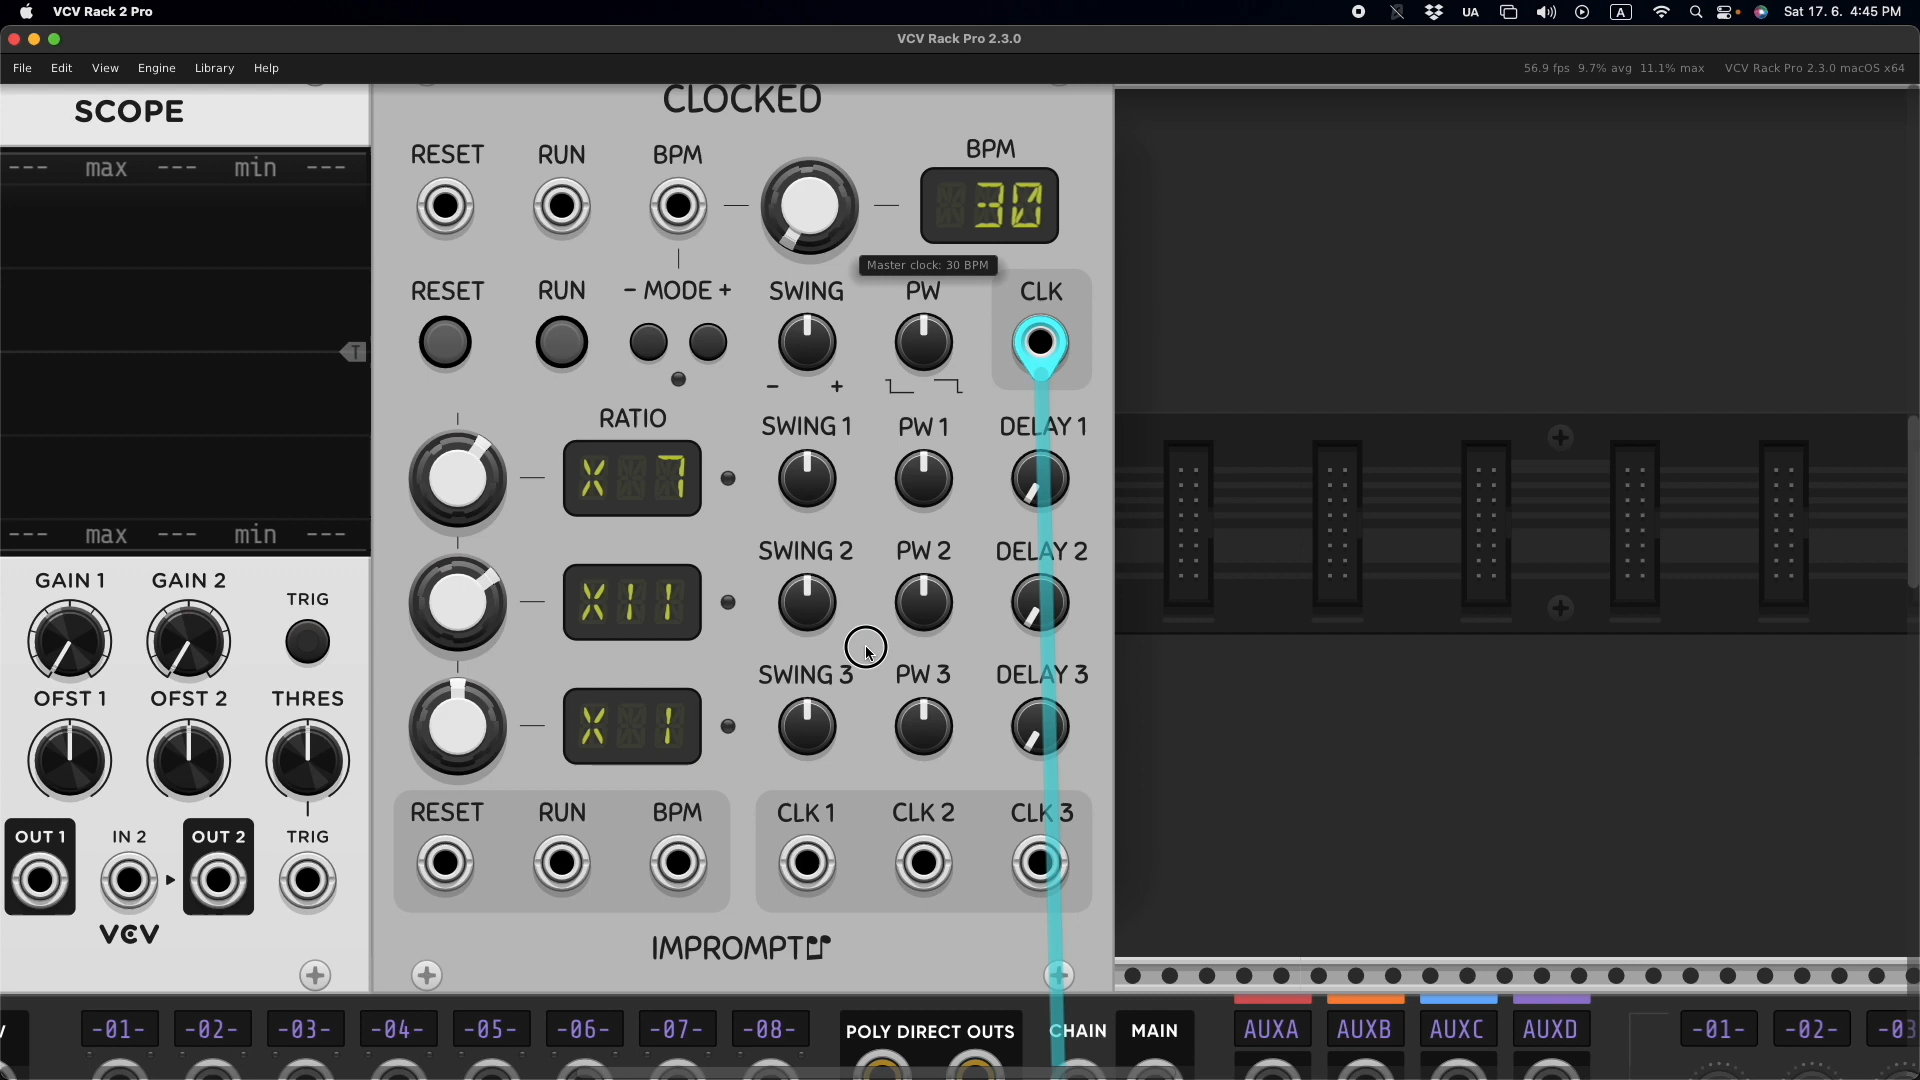 VCV Rack 2 Pro
UA
A
Sat 17. 6. 4:45 PM
VCV Rack Pro 2.3.0
File Edit View Engine Library Help
56.9 fps 9.7% avg 11.1% max VCV Rack Pro 2.3.0 macOS x64
SCOPE
--- max --- min ---
T
--- max --- min ---
GAIN 1 GAIN 2 TRIG
OFST 1 OFST 2 THRES
OUT 1 IN 2 OUT 2 TRIG
VCV
CLOCKED
RESET RUN BPM BPM
30
Master clock: 30 BPM
RESET RUN - MODE + SWING PW CLK
- +
RATIO SWING 1 PW 1 DELAY 1
X 7
SWING 2 PW 2 DELAY 2
X 11
SWING 3 PW 3 DELAY 3
X 1
RESET RUN BPM CLK 1 CLK 2 CLK 3
IMPROMPTU
-01- -02- -03- -04- -05- -06- -07- -08- POLY DIRECT OUTS CHAIN MAIN AUXA AUXB AUXC AUXD -01- -02-